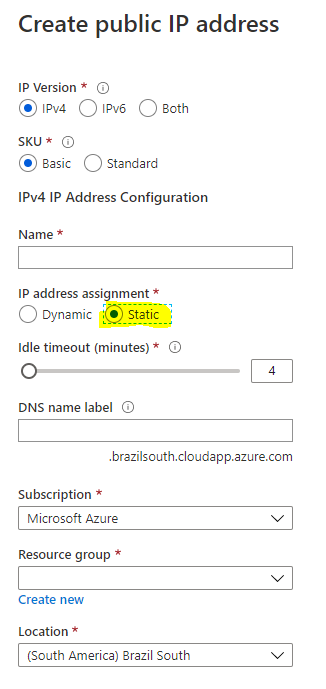 Create public IP address
IP Version *
IPv4 IPv6 Both
SKU *
Basic Standard
IPv4 IP Address Configuration
Name *
IP address assignment *
Dynamic Static
Idle timeout (minutes) *
4
DNS name label
.brazilsouth.cloudapp.azure.com
Subscription *
Microsoft Azure
Resource group *
Create new
Location *
(South America) Brazil South